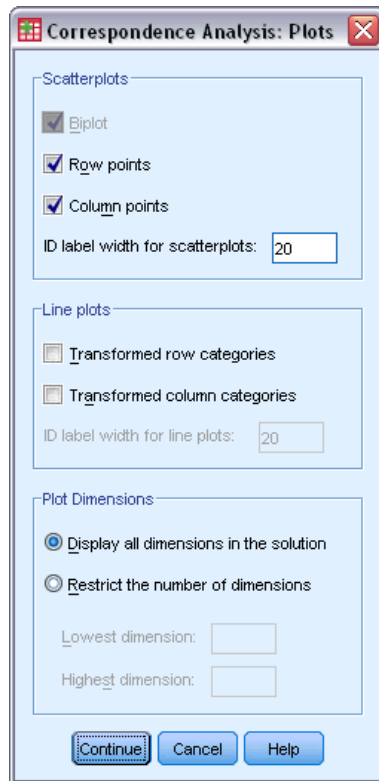 Correspondence Analysis: Plots
Scatterplots
Biplot
Row points
Column points
ID label width for scatterplots: 20
Line plots
Transformed row categories
Transformed column categories
ID label width for line plots: 20
Plot Dimensions
Display all dimensions in the solution
Restrict the number of dimensions
Lowest dimension:
Highest dimension:
Continue Cancel Help